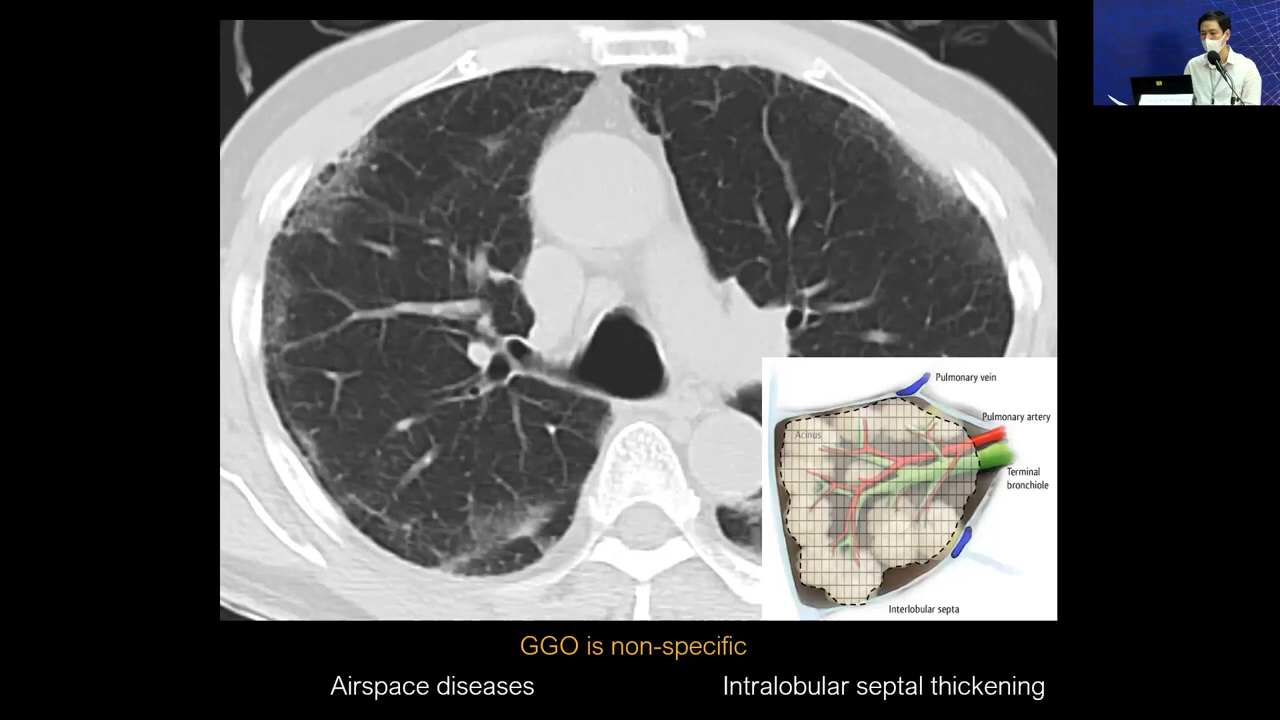 Pulmonary vein
Pulmonary artery
Acinus
Terminal
bronchiole
Interlobular septa
GGO is non-specific
Airspace diseases
Intralobular septal thickening